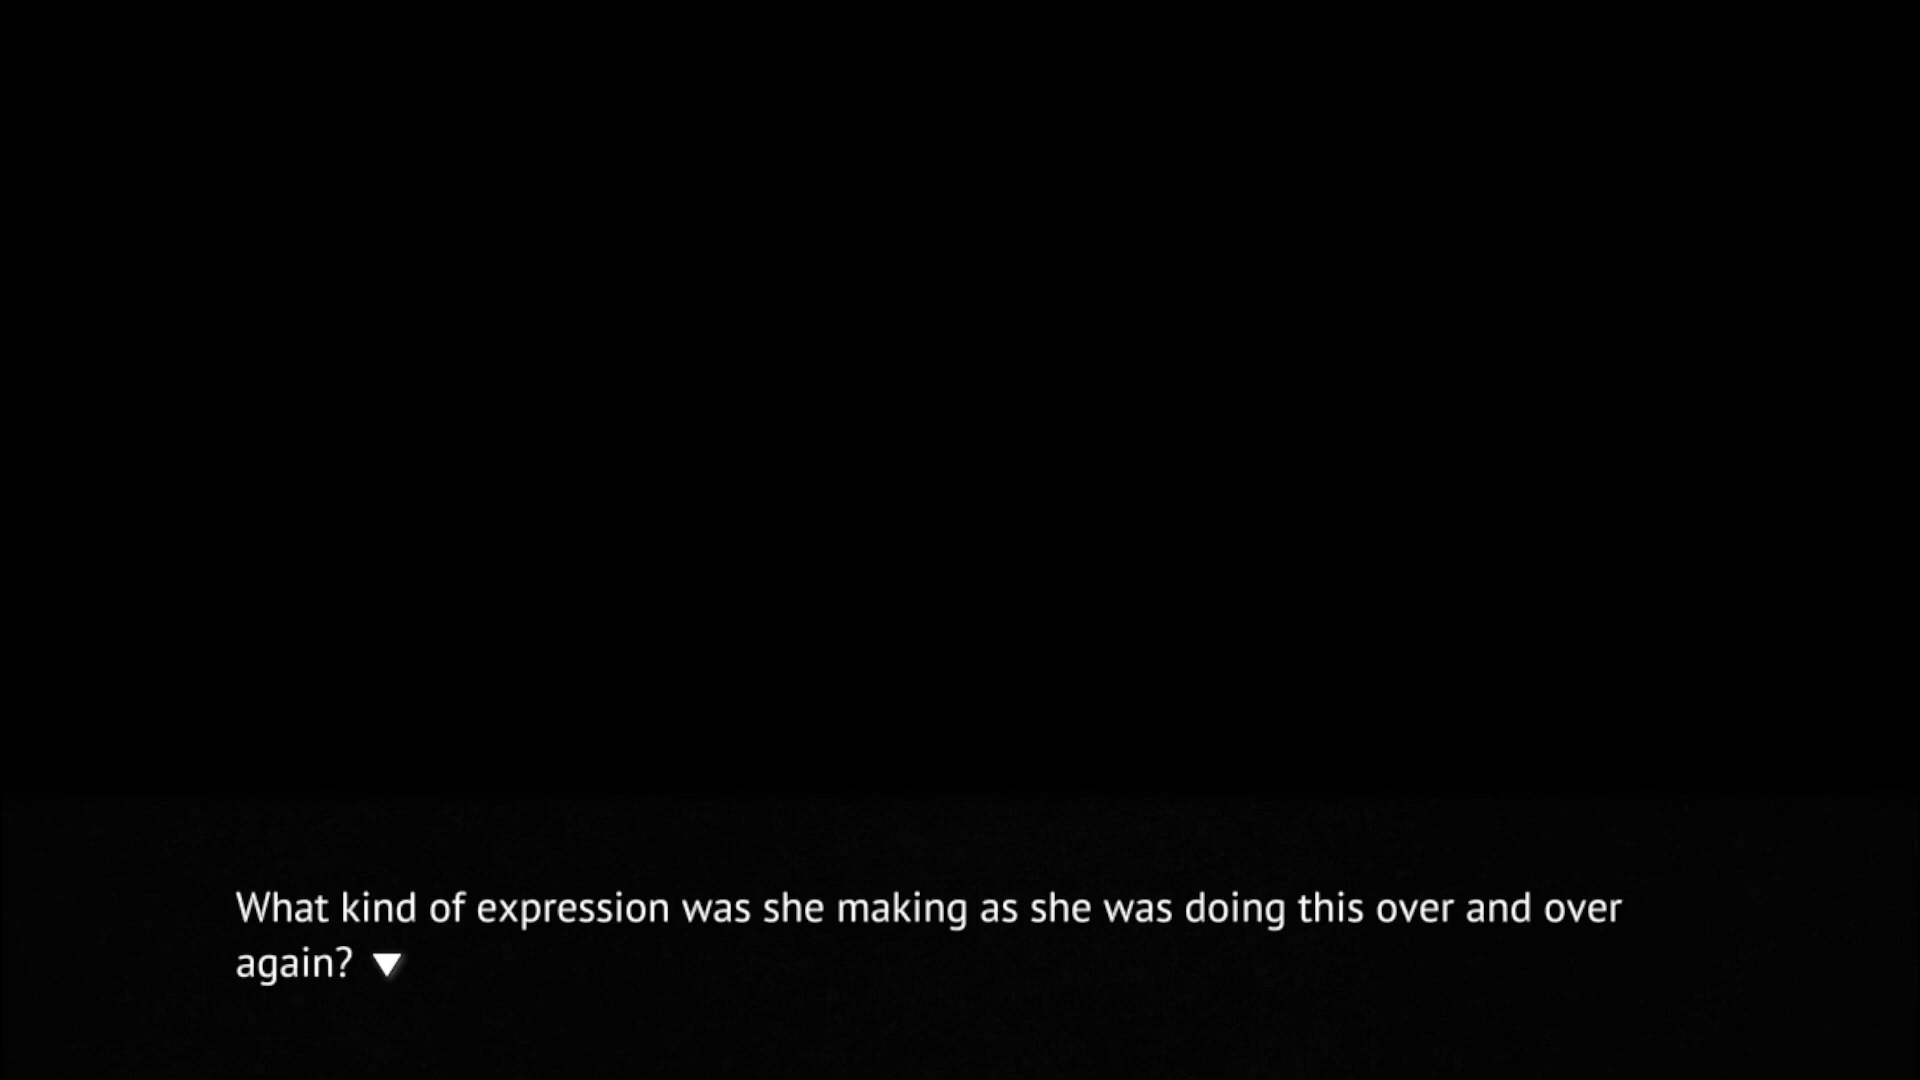 What kind of expression was she making as she was doing this over and over
again?